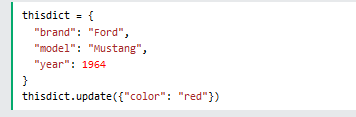 thisdict = {
  "brand": "Ford",
  "model": "Mustang",
  "year": 1964
}
thisdict.update({"color": "red"})